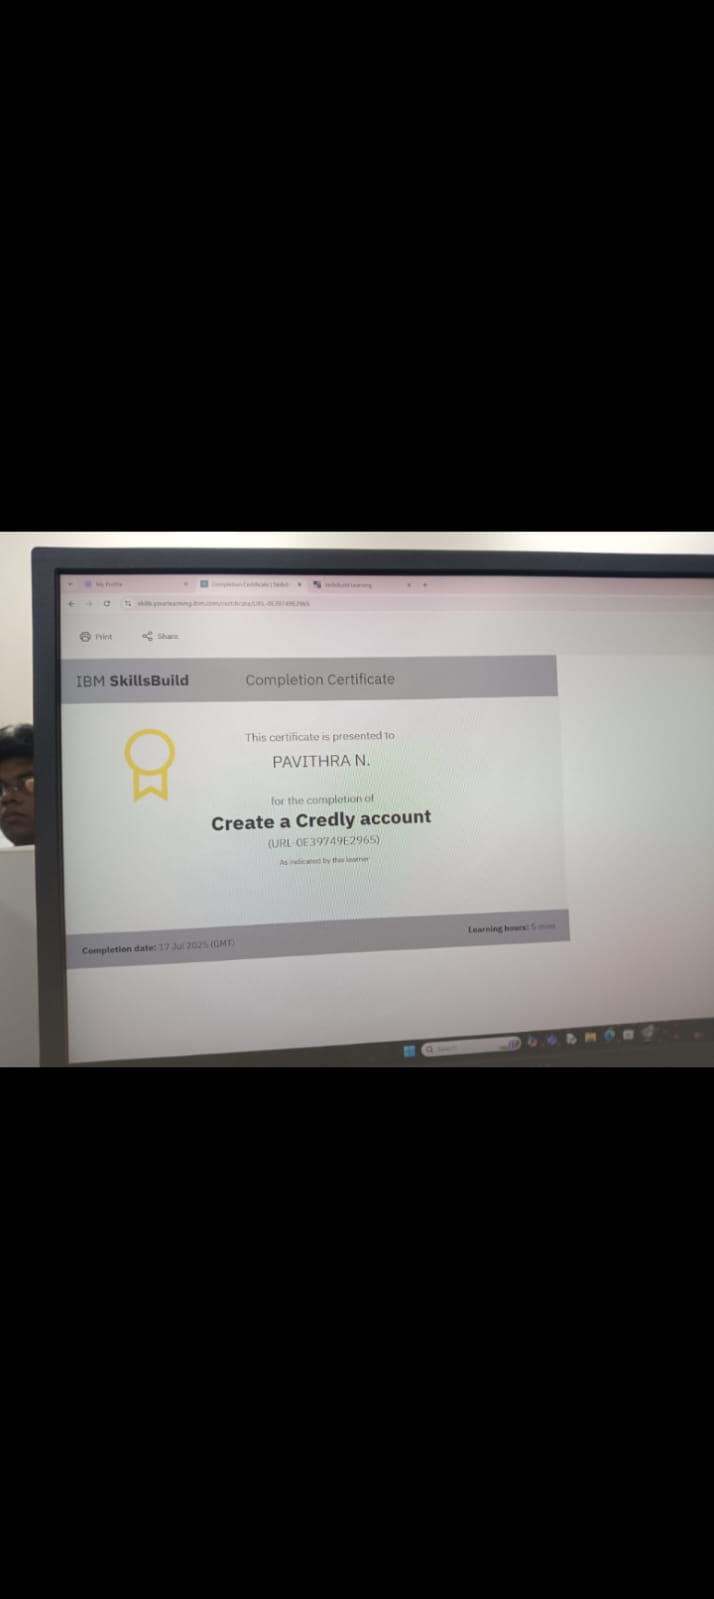 My Profile
Completion Certificate | Skills
SkillsBuild Learning
skills.yourlearning.ibm.com/certificate/URL-0E39749E2965
Print Share
IBM SkillsBuild Completion Certificate
This certificate is presented to
PAVITHRA N.
for the completion of
Create a Credly account
(URL-0E39749E2965)
As indicated by this learner
Completion date: 17 Jul 2025 (GMT)
Learning hours: 5 mins
Search